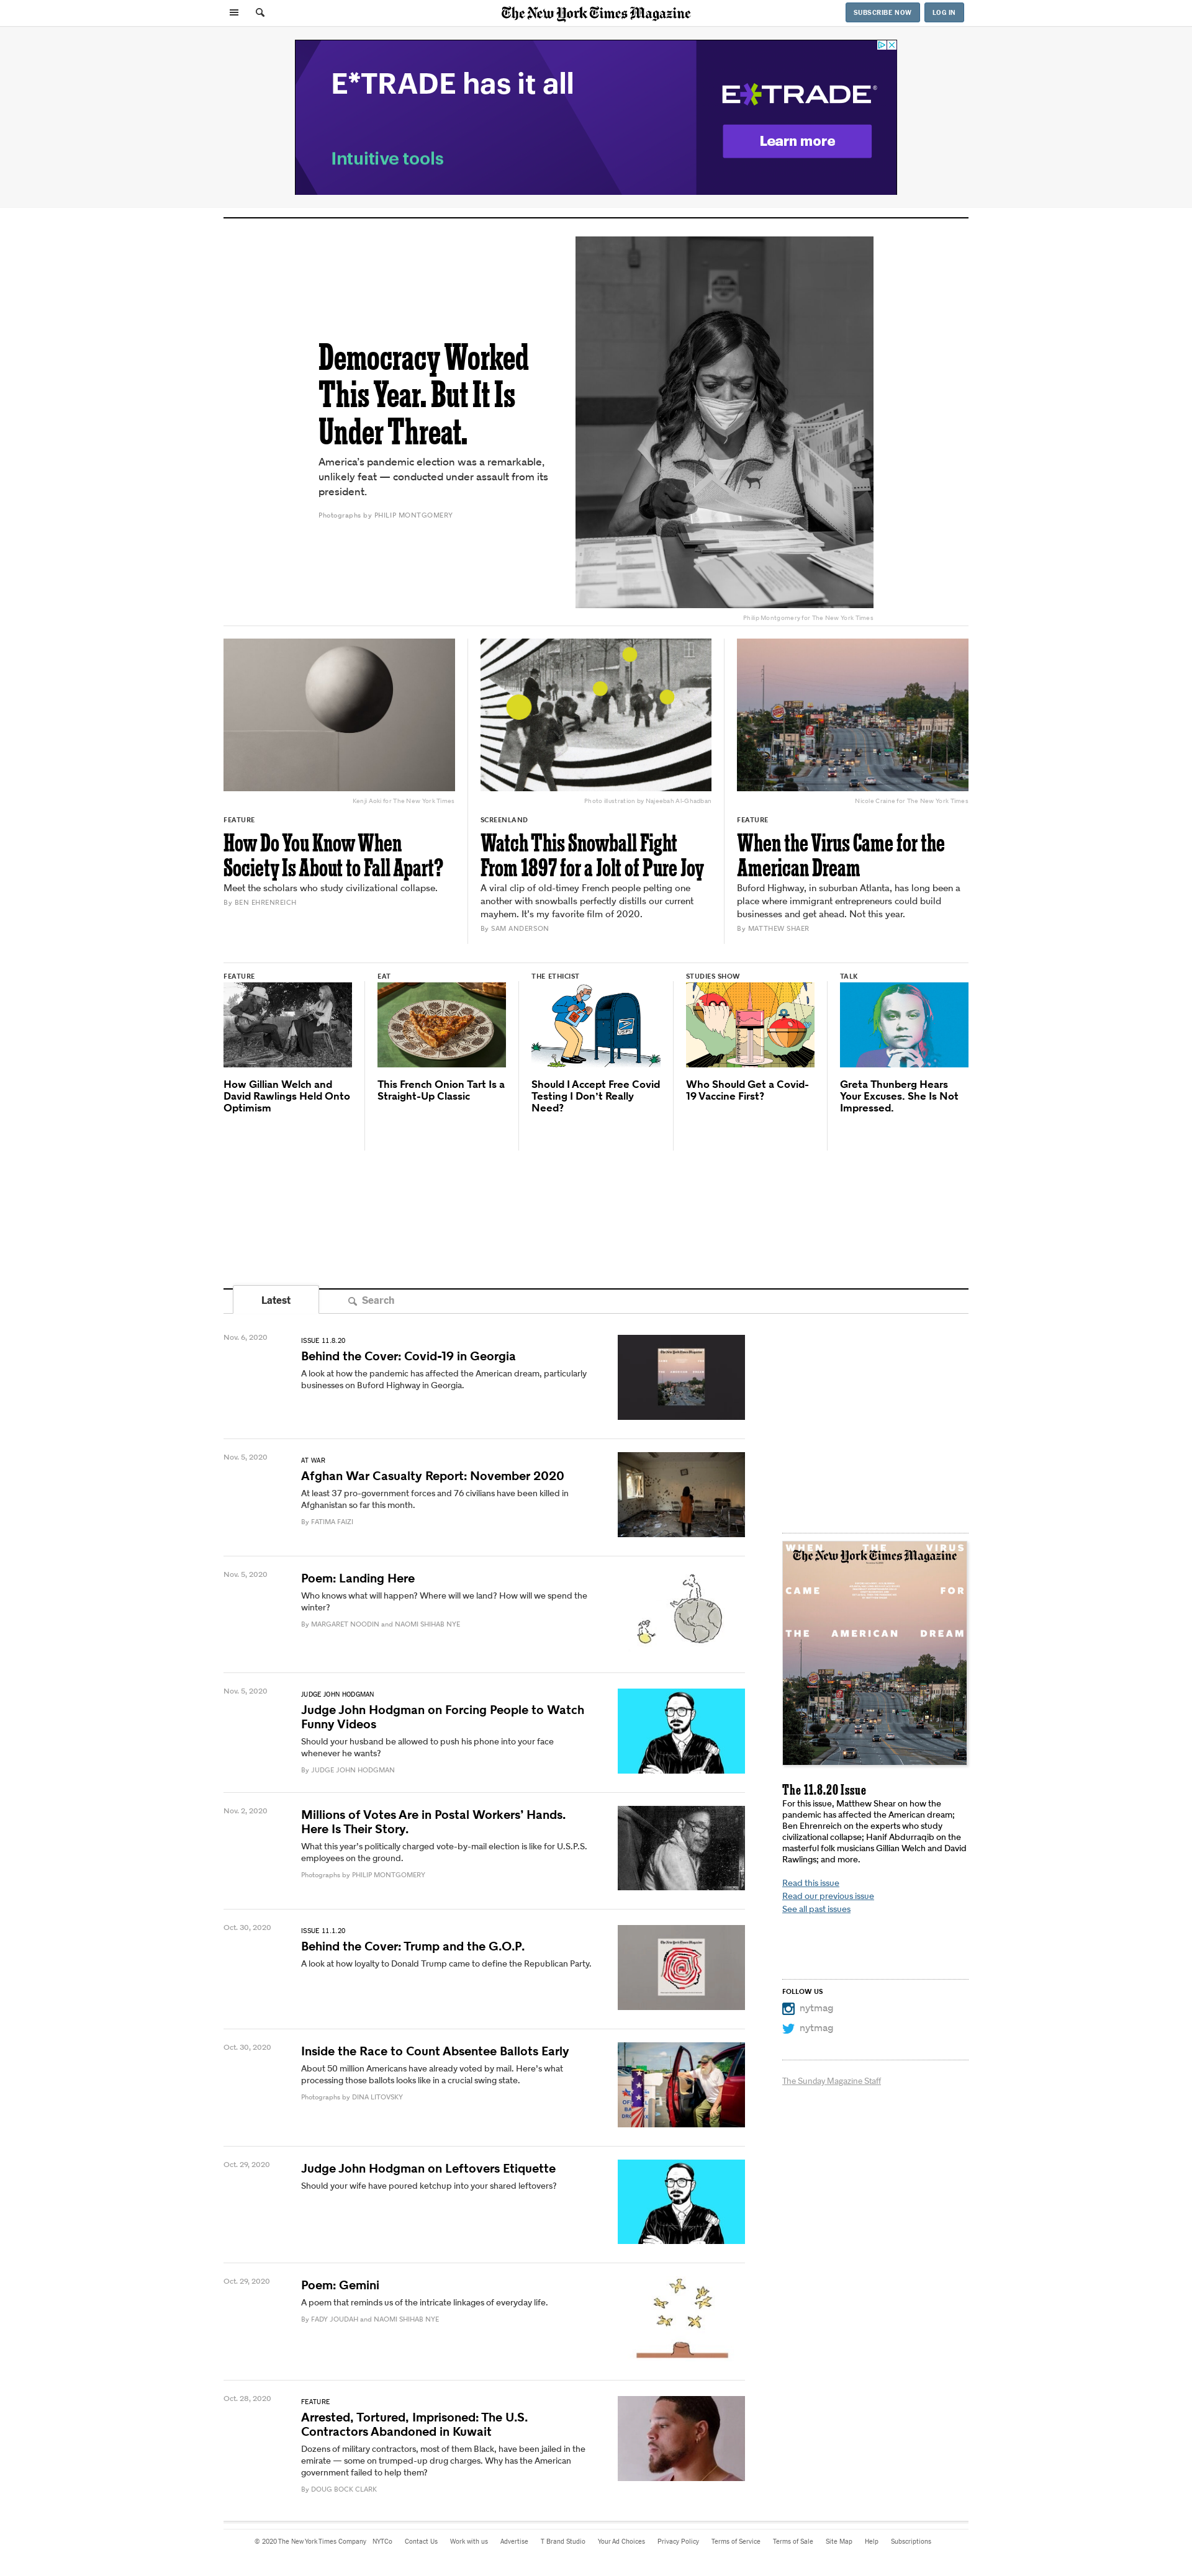 The New York Times Magazine
SUBSCRIBE NOW
LOG IN
E*TRADE has it all
Intuitive tools
E*TRADE®
Learn more
Democracy Worked
This Year. But It Is
Under Threat.
America's pandemic election was a remarkable,
unlikely feat — conducted under assault from its
president.
Photographs by PHILIP MONTGOMERY
Philip Montgomery for The New York Times
Kenji Aoki for The New York Times
FEATURE
How Do You Know When
Society Is About to Fall Apart?
Meet the scholars who study civilizational collapse.
By BEN EHRENREICH
Photo illustration by Najeebah Al-Ghadban
SCREENLAND
Watch This Snowball Fight
From 1897 for a Jolt of Pure Joy
A viral clip of old-timey French people pelting one
another with snowballs perfectly distills our current
mayhem. It's my favorite film of 2020.
By SAM ANDERSON
Nicole Craine for The New York Times
FEATURE
When the Virus Came for the
American Dream
Buford Highway, in suburban Atlanta, has long been a
place where immigrant entrepreneurs could build
businesses and get ahead. Not this year.
By MATTHEW SHAER
FEATURE
How Gillian Welch and
David Rawlings Held Onto
Optimism
EAT
This French Onion Tart Is a
Straight-Up Classic
THE ETHICIST
Should I Accept Free Covid
Testing I Don't Really
Need?
STUDIES SHOW
Who Should Get a Covid-
19 Vaccine First?
TALK
Greta Thunberg Hears
Your Excuses. She Is Not
Impressed.
Latest
Search
Nov. 6, 2020
ISSUE 11.8.20
Behind the Cover: Covid-19 in Georgia
A look at how the pandemic has affected the American dream, particularly
businesses on Buford Highway in Georgia.
Nov. 5, 2020
AT WAR
Afghan War Casualty Report: November 2020
At least 37 pro-government forces and 76 civilians have been killed in
Afghanistan so far this month.
By FATIMA FAIZI
Nov. 5, 2020
Poem: Landing Here
Who knows what will happen? Where will we land? How will we spend the
winter?
By MARGARET NOODIN and NAOMI SHIHAB NYE
Nov. 5, 2020
JUDGE JOHN HODGMAN
Judge John Hodgman on Forcing People to Watch
Funny Videos
Should your husband be allowed to push his phone into your face
whenever he wants?
By JUDGE JOHN HODGMAN
Nov. 2, 2020
Millions of Votes Are in Postal Workers' Hands.
Here Is Their Story.
What this year's politically charged vote-by-mail election is like for U.S.P.S.
employees on the ground.
Photographs by PHILIP MONTGOMERY
Oct. 30, 2020
ISSUE 11.1.20
Behind the Cover: Trump and the G.O.P.
A look at how loyalty to Donald Trump came to define the Republican Party.
Oct. 30, 2020
Inside the Race to Count Absentee Ballots Early
About 50 million Americans have already voted by mail. Here's what
processing those ballots looks like in a crucial swing state.
Photographs by DINA LITOVSKY
Oct. 29, 2020
Judge John Hodgman on Leftovers Etiquette
Should your wife have poured ketchup into your shared leftovers?
Oct. 29, 2020
Poem: Gemini
A poem that reminds us of the intricate linkages of everyday life.
By FADY JOUDAH and NAOMI SHIHAB NYE
Oct. 28, 2020
FEATURE
Arrested, Tortured, Imprisoned: The U.S.
Contractors Abandoned in Kuwait
Dozens of military contractors, most of them Black, have been jailed in the
emirate — some on trumped-up drug charges. Why has the American
government failed to help them?
By DOUG BOCK CLARK
WHEN THE VIRUS
The New York Times Magazine
CAME FOR
THE AMERICAN DREAM
The 11.8.20 Issue
For this issue, Matthew Shear on how the
pandemic has affected the American dream;
Ben Ehrenreich on the experts who study
civilizational collapse; Hanif Abdurraqib on the
masterful folk musicians Gillian Welch and David
Rawlings; and more.
Read this issue
Read our previous issue
See all past issues
FOLLOW US
nytmag
nytmag
The Sunday Magazine Staff
© 2020 The New York Times Company NYTCo Contact Us Work with us Advertise T Brand Studio Your Ad Choices Privacy Policy Terms of Service Terms of Sale Site Map Help Subscriptions